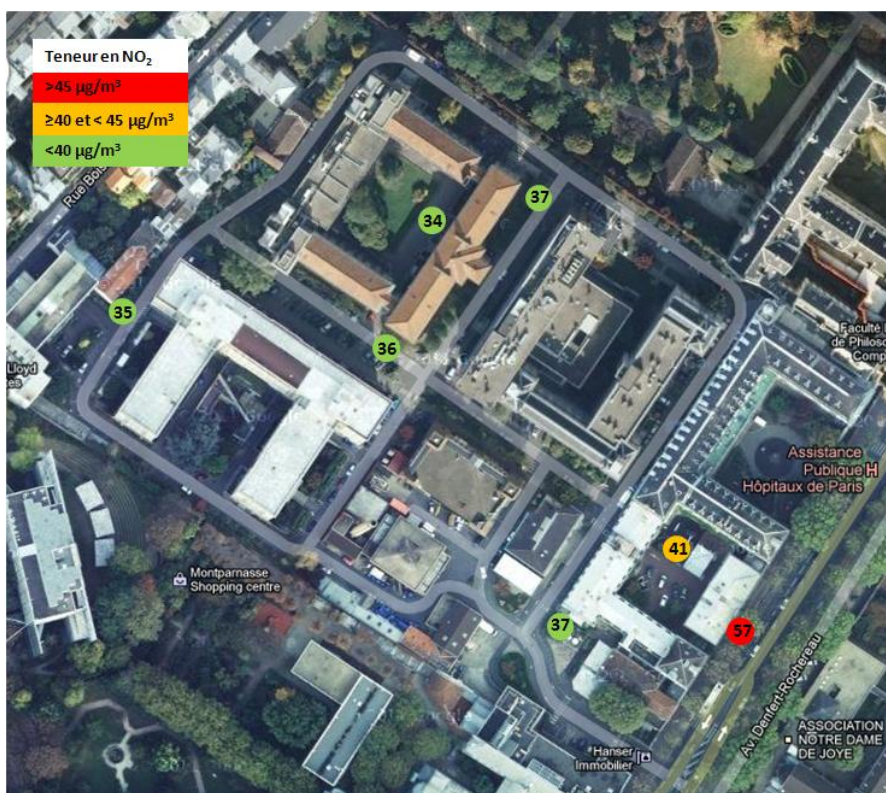 Teneur en NO₂
>45 µg/m³
≥40 et < 45 µg/m³
<40 µg/m³
34
37
35
36
Lloyd
Faculté
de Philoso
Comp
Assistance
Publique H
Hôpitaux de Paris
41
Montparnasse
Shopping centre
37
57
Av. Denfert-Rochereau
ASSOCIATION
NOTRE DAME
DE JOYE
Hanser
Immobilier